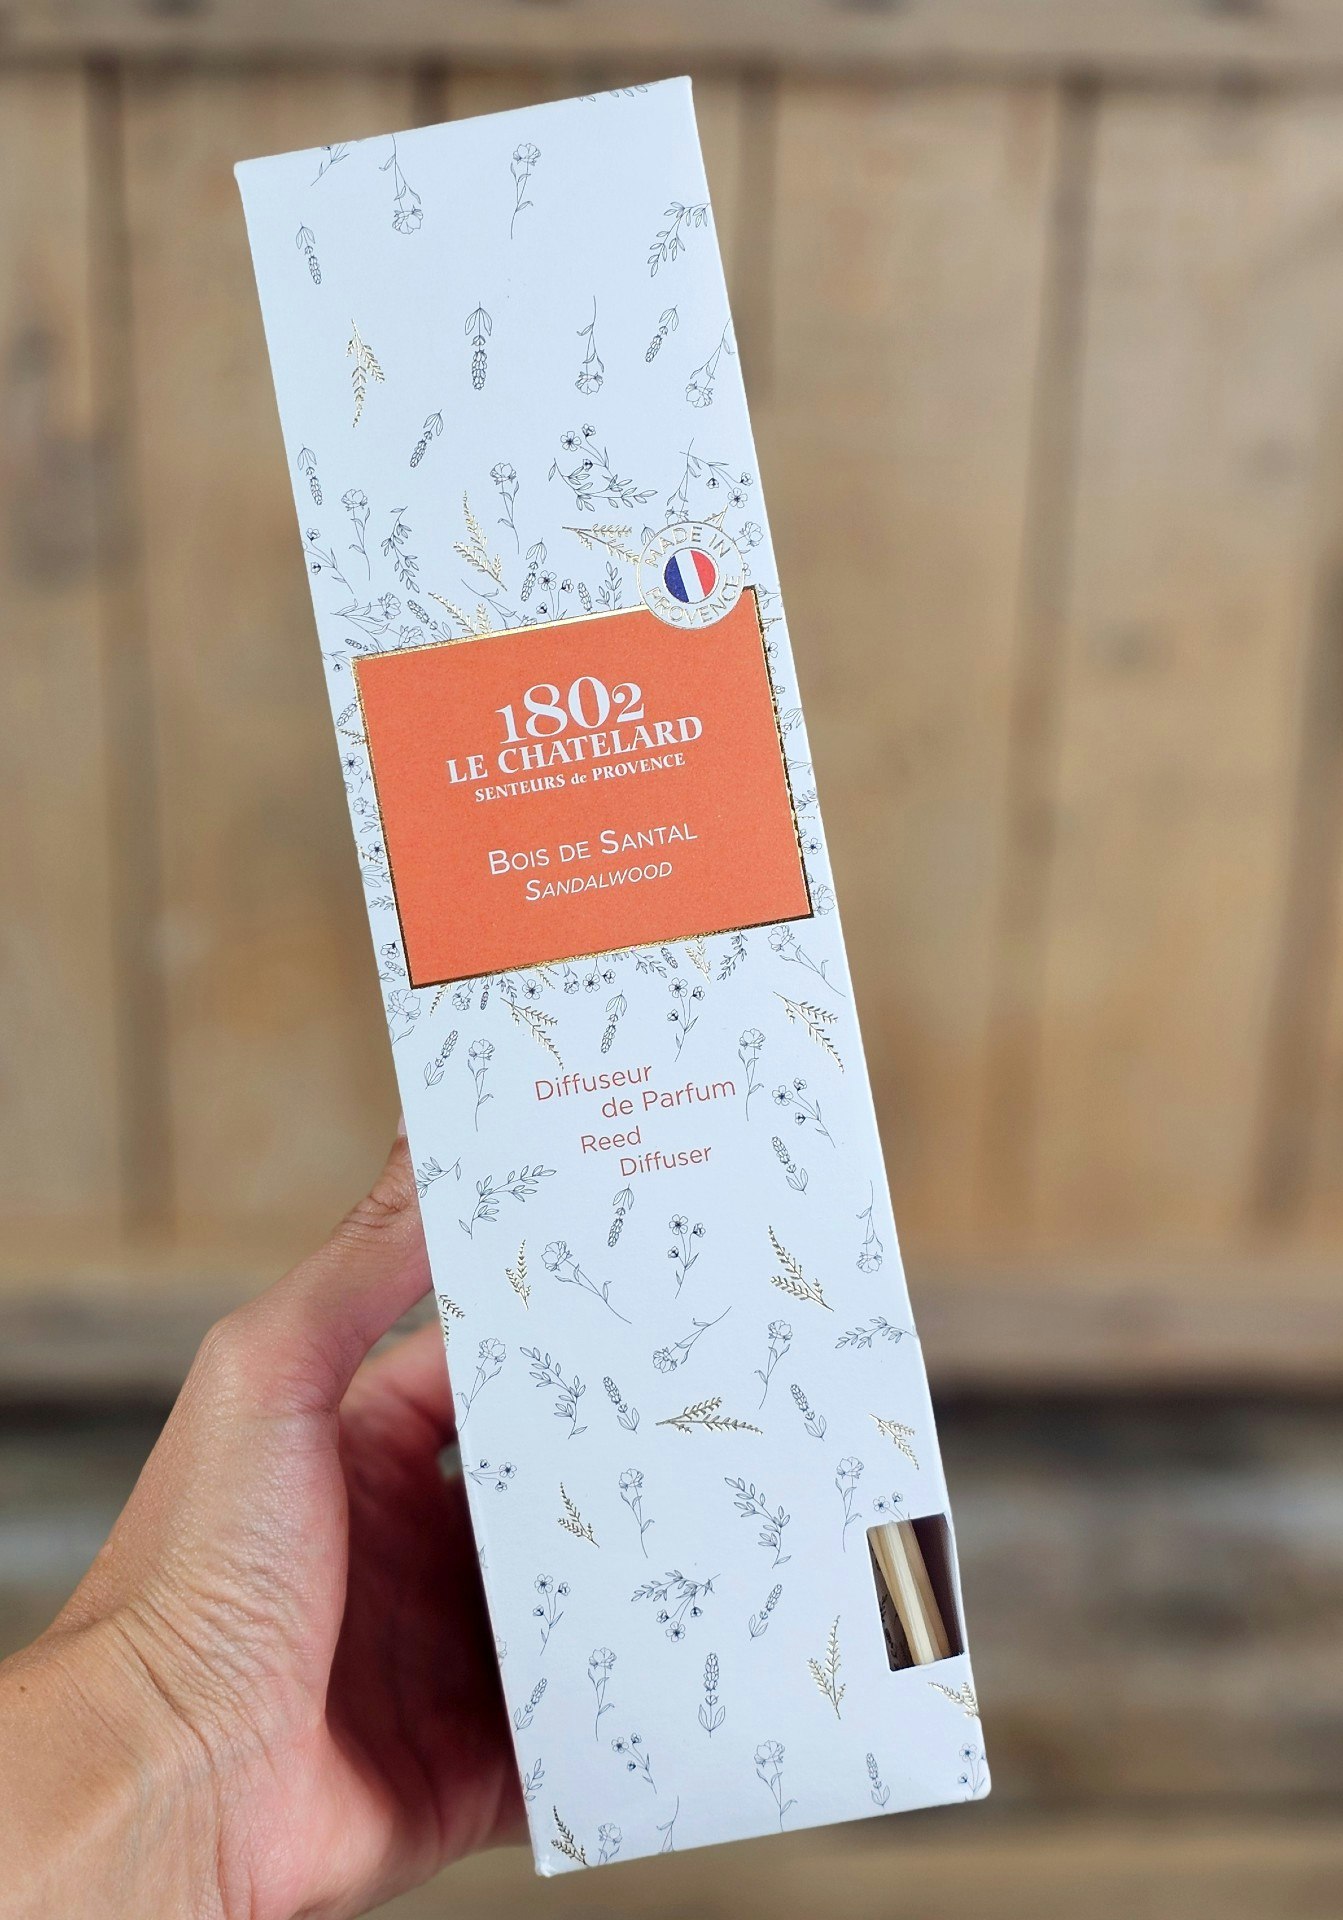 MADE IN
PROVENCE
1802
LE CHATELARD
SENTEURS de PROVENCE
BOIS DE SANTAL
SANDALWOOD
Diffuseur
de Parfum
Reed
Diffuser